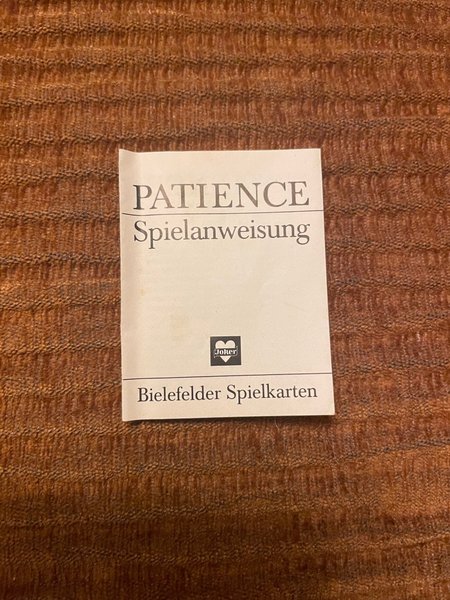 PATIENCE
Spielanweisung
Joker
Bielefelder Spielkarten